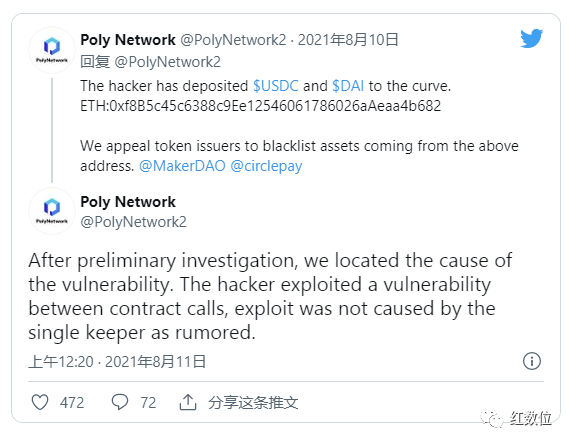 Poly Network @PolyNetwork2 · 2021年8月10日
回复 @PolyNetwork2
The hacker has deposited $USDC and $DAI to the curve.
ETH:0xf8B5c45c6388c9Ee12546061786026aAeaa4b682
We appeal token issuers to blacklist assets coming from the above
address. @MakerDAO @circlepay
PolyNetwork
Poly Network
@PolyNetwork2
PolyNetwork
After preliminary investigation, we located the cause of
the vulnerability. The hacker exploited a vulnerability
between contract calls, exploit was not caused by the
single keeper as rumored.
上午12:20 · 2021年8月11日
472 72 分享这条推文
红数位